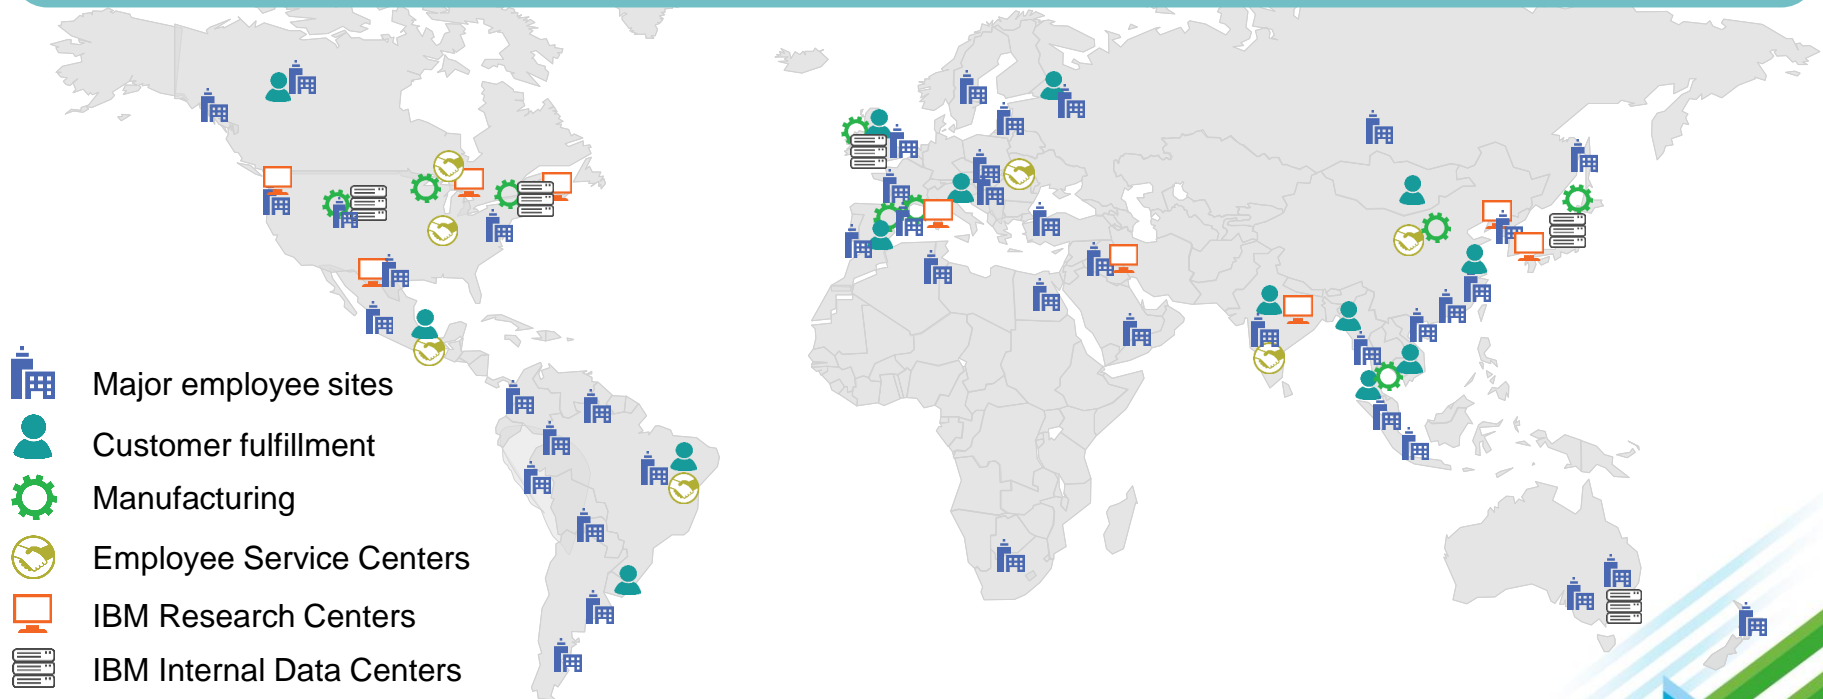 Major employee sites
Customer fulfillment
Manufacturing
Employee Service Centers
IBM Research Centers
IBM Internal Data Centers